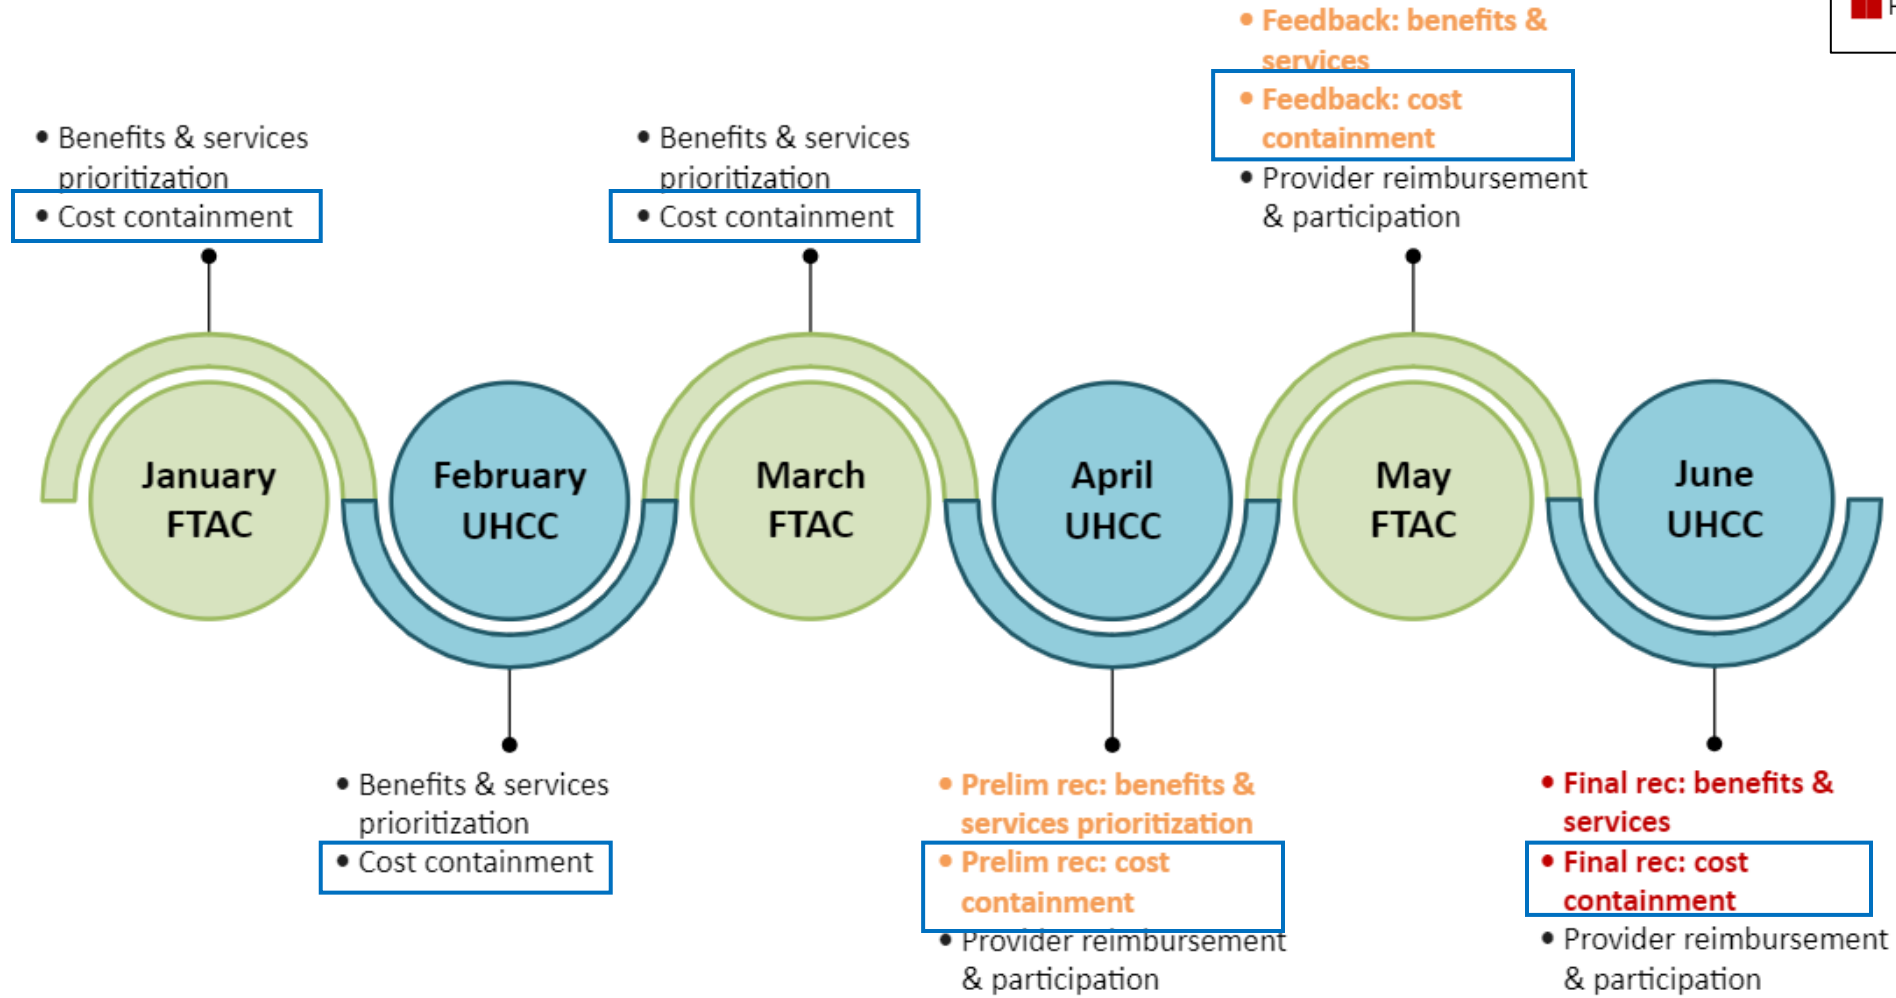 • Feedback: benefits &
services
• Feedback: cost
containment
• Provider reimbursement
& participation
• Benefits & services
prioritization
• Cost containment
• Benefits & services
prioritization
• Cost containment
January
FTAC
February
UHCC
March
FTAC
April
UHCC
May
FTAC
June
UHCC
• Benefits & services
prioritization
• Cost containment
• Prelim rec: benefits &
services prioritization
• Prelim rec: cost
containment
• Provider reimbursement
& participation
• Final rec: benefits &
services
• Final rec: cost
containment
• Provider reimbursement
& participation